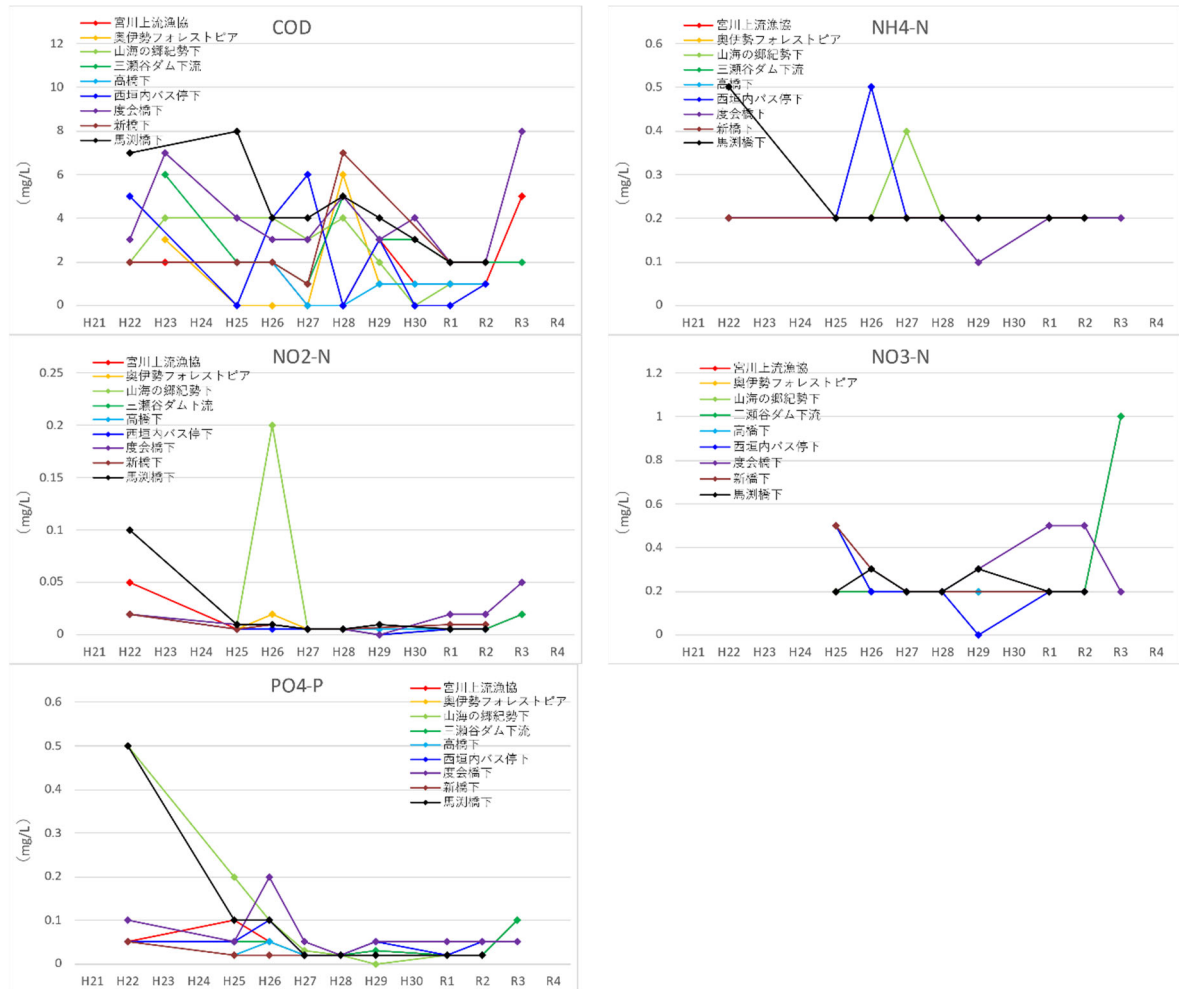 COD
宮川上流漁協
奥伊勢フォレストピア
山海の郷紀勢下
三瀬谷ダム下流
高橋下
西垣内バス停下
度会橋下
新橋下
馬渕橋下
(mg/L)
12
10
8
6
4
2
0
H21 H22 H23 H24 H25 H26 H27 H28 H29 H30 R1 R2 R3 R4
NH4-N
宮川上流漁協
奥伊勢フォレストピア
山海の郷紀勢下
三瀬谷ダム下流
高橋下
西垣内バス停下
度会橋下
新橋下
馬渕橋下
(mg/L)
0.6
0.5
0.4
0.3
0.2
0.1
0
H21 H22 H23 H24 H25 H26 H27 H28 H29 H30 R1 R2 R3 R4
NO2-N
宮川上流漁協
奥伊勢フォレストピア
山海の郷紀勢下
三瀬谷ダム下流
高橋下
西垣内バス停下
度会橋下
新橋下
馬渕橋下
(mg/L)
0.25
0.2
0.15
0.1
0.05
0
H21 H22 H23 H24 H25 H26 H27 H28 H29 H30 R1 R2 R3 R4
NO3-N
宮川上流漁協
奥伊勢フォレストピア
山海の郷紀勢下
三瀬谷ダム下流
高橋下
西垣内バス停下
度会橋下
新橋下
馬渕橋下
(mg/L)
1.2
1
0.8
0.6
0.4
0.2
0
H21 H22 H23 H24 H25 H26 H27 H28 H29 H30 R1 R2 R3 R4
PO4-P
宮川上流漁協
奥伊勢フォレストピア
山海の郷紀勢下
三瀬谷ダム下流
高橋下
西垣内バス停下
度会橋下
新橋下
馬渕橋下
(mg/L)
0.6
0.5
0.4
0.3
0.2
0.1
0
H21 H22 H23 H24 H25 H26 H27 H28 H29 H30 R1 R2 R3 R4